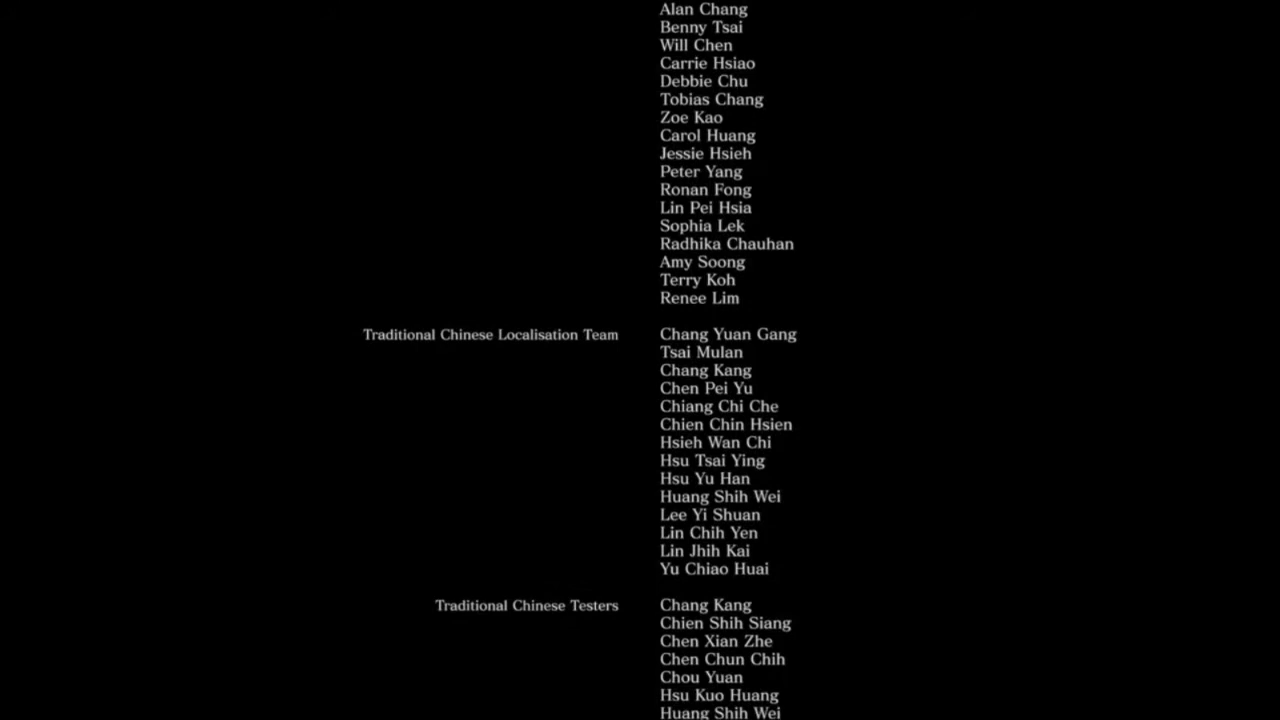 Alan Chang
Benny Tsai
Will Chen
Carrie Hsiao
Debbie Chu
Tobias Chang
Zoe Kao
Carol Huang
Jessie Hsieh
Peter Yang
Ronan Fong
Lin Pei Hsia
Sophia Lek
Radhika Chauhan
Amy Soong
Terry Koh
Renee Lim
Traditional Chinese Localisation Team Chang Yuan Gang
Tsai Mulan
Chang Kang
Chen Pei Yu
Chiang Chi Che
Chien Chin Hsien
Hsieh Wan Chi
Hsu Tsai Ying
Hsu Yu Han
Huang Shih Wei
Lee Yi Shuan
Lin Chih Yen
Lin Jhih Kai
Yu Chiao Huai
Traditional Chinese Testers Chang Kang
Chien Shih Siang
Chen Xian Zhe
Chen Chun Chih
Chou Yuan
Hsu Kuo Huang
Huang Shih Wei